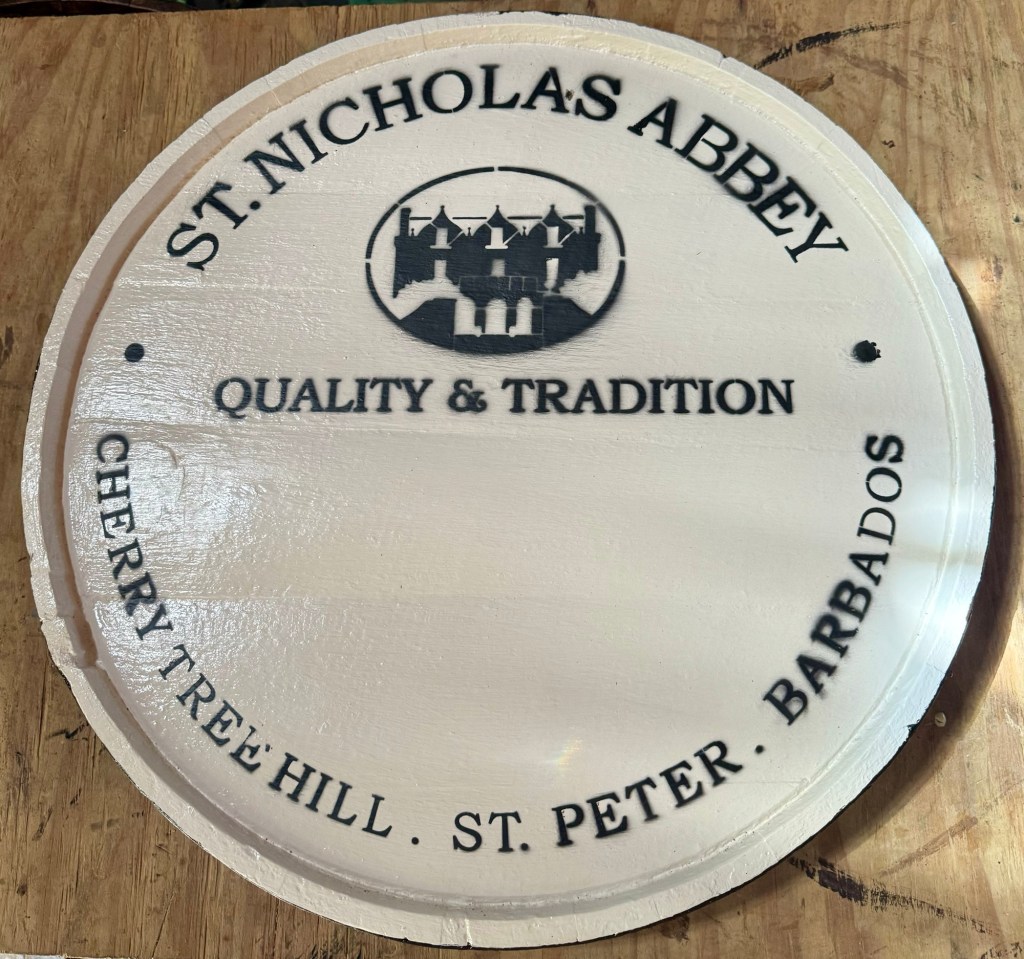 ST. NICHOLAS ABBEY
QUALITY & TRADITION
CHERRY TREE HILL . ST. PETER . BARBADOS